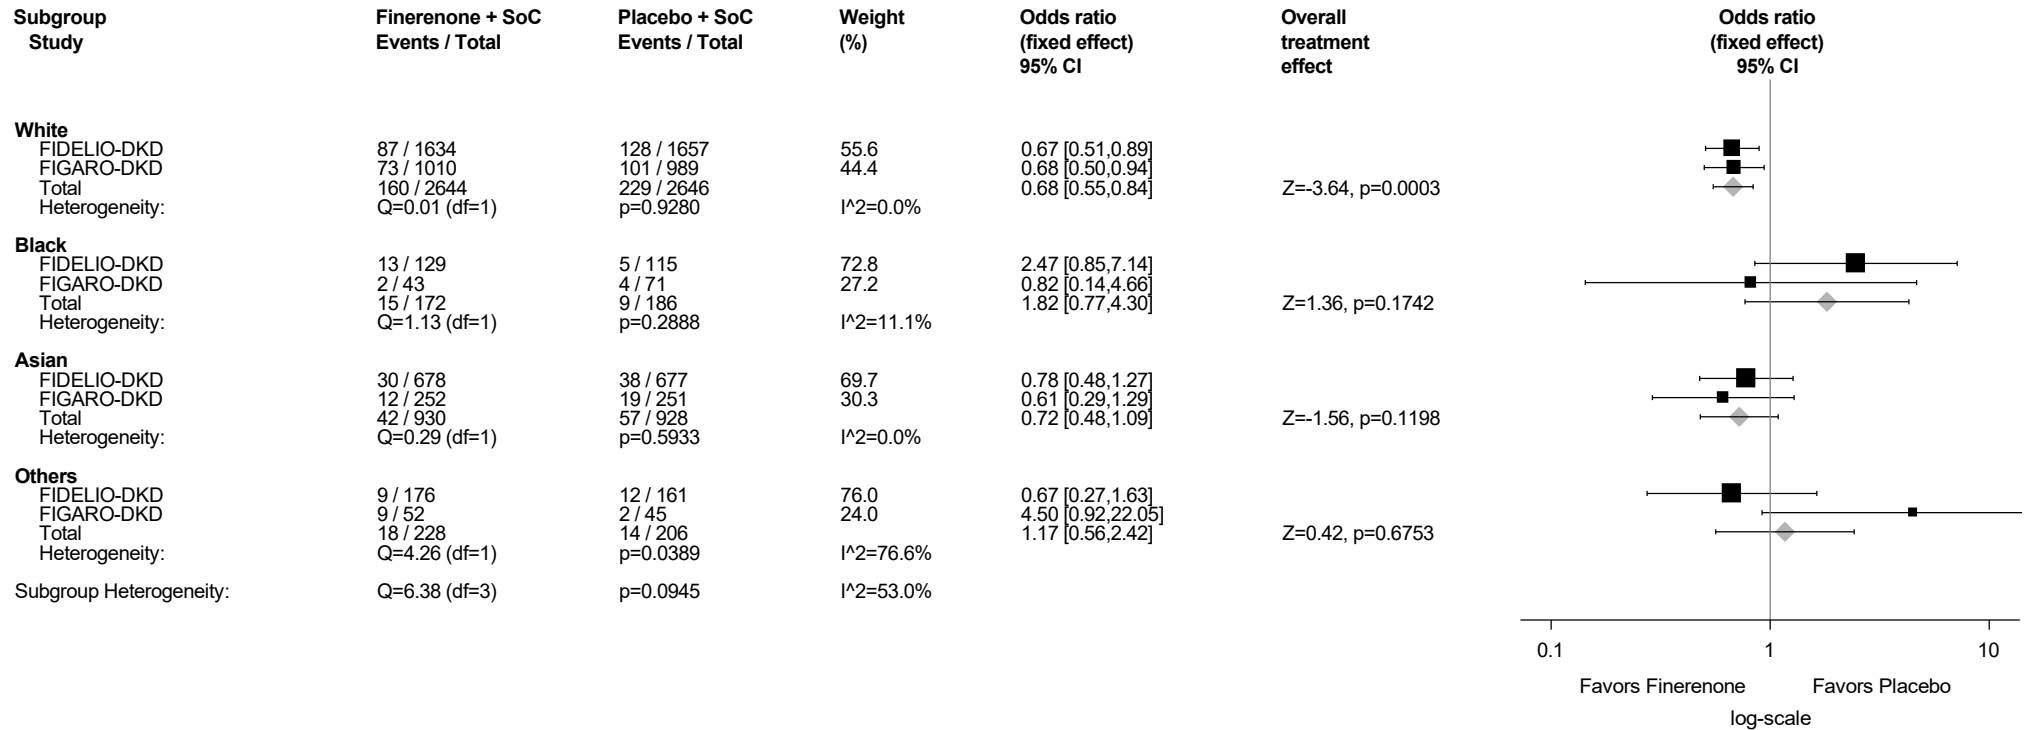 Subgroup Finerenone + SoC Placebo + SoC Weight Odds ratio Overall Odds ratio
Study Events / Total Events / Total (%) (fixed effect) treatment (fixed effect)
95% CI effect 95% CI
White
FIDELIO-DKD 87 / 1634 128 / 1657 55.6 0.67 [0.51,0.89]
FIGARO-DKD 73 / 1010 101 / 989 44.4 0.68 [0.50,0.94]
Total 160 / 2644 229 / 2646 0.68 [0.55,0.84] Z=-3.64, p=0.0003
Heterogeneity: Q=0.01 (df=1) p=0.9280 I^2=0.0%
Black
FIDELIO-DKD 13 / 129 5 / 115 72.8 2.47 [0.85,7.14]
FIGARO-DKD 2 / 43 4 / 71 27.2 0.82 [0.14,4.66]
Total 15 / 172 9 / 186 1.82 [0.77,4.30] Z=1.36, p=0.1742
Heterogeneity: Q=1.13 (df=1) p=0.2888 I^2=11.1%
Asian
FIDELIO-DKD 30 / 678 38 / 677 69.7 0.78 [0.48,1.27]
FIGARO-DKD 12 / 252 19 / 251 30.3 0.61 [0.29,1.29]
Total 42 / 930 57 / 928 0.72 [0.48,1.09] Z=-1.56, p=0.1198
Heterogeneity: Q=0.29 (df=1) p=0.5933 I^2=0.0%
Others
FIDELIO-DKD 9 / 176 12 / 161 76.0 0.67 [0.27,1.63]
FIGARO-DKD 9 / 52 2 / 45 24.0 4.50 [0.92,22.05]
Total 18 / 228 14 / 206 1.17 [0.56,2.42] Z=0.42, p=0.6753
Heterogeneity: Q=4.26 (df=1) p=0.0389 I^2=76.6%
Subgroup Heterogeneity: Q=6.38 (df=3) p=0.0945 I^2=53.0%
0.1 1 10
Favors Finerenone Favors Placebo
log-scale